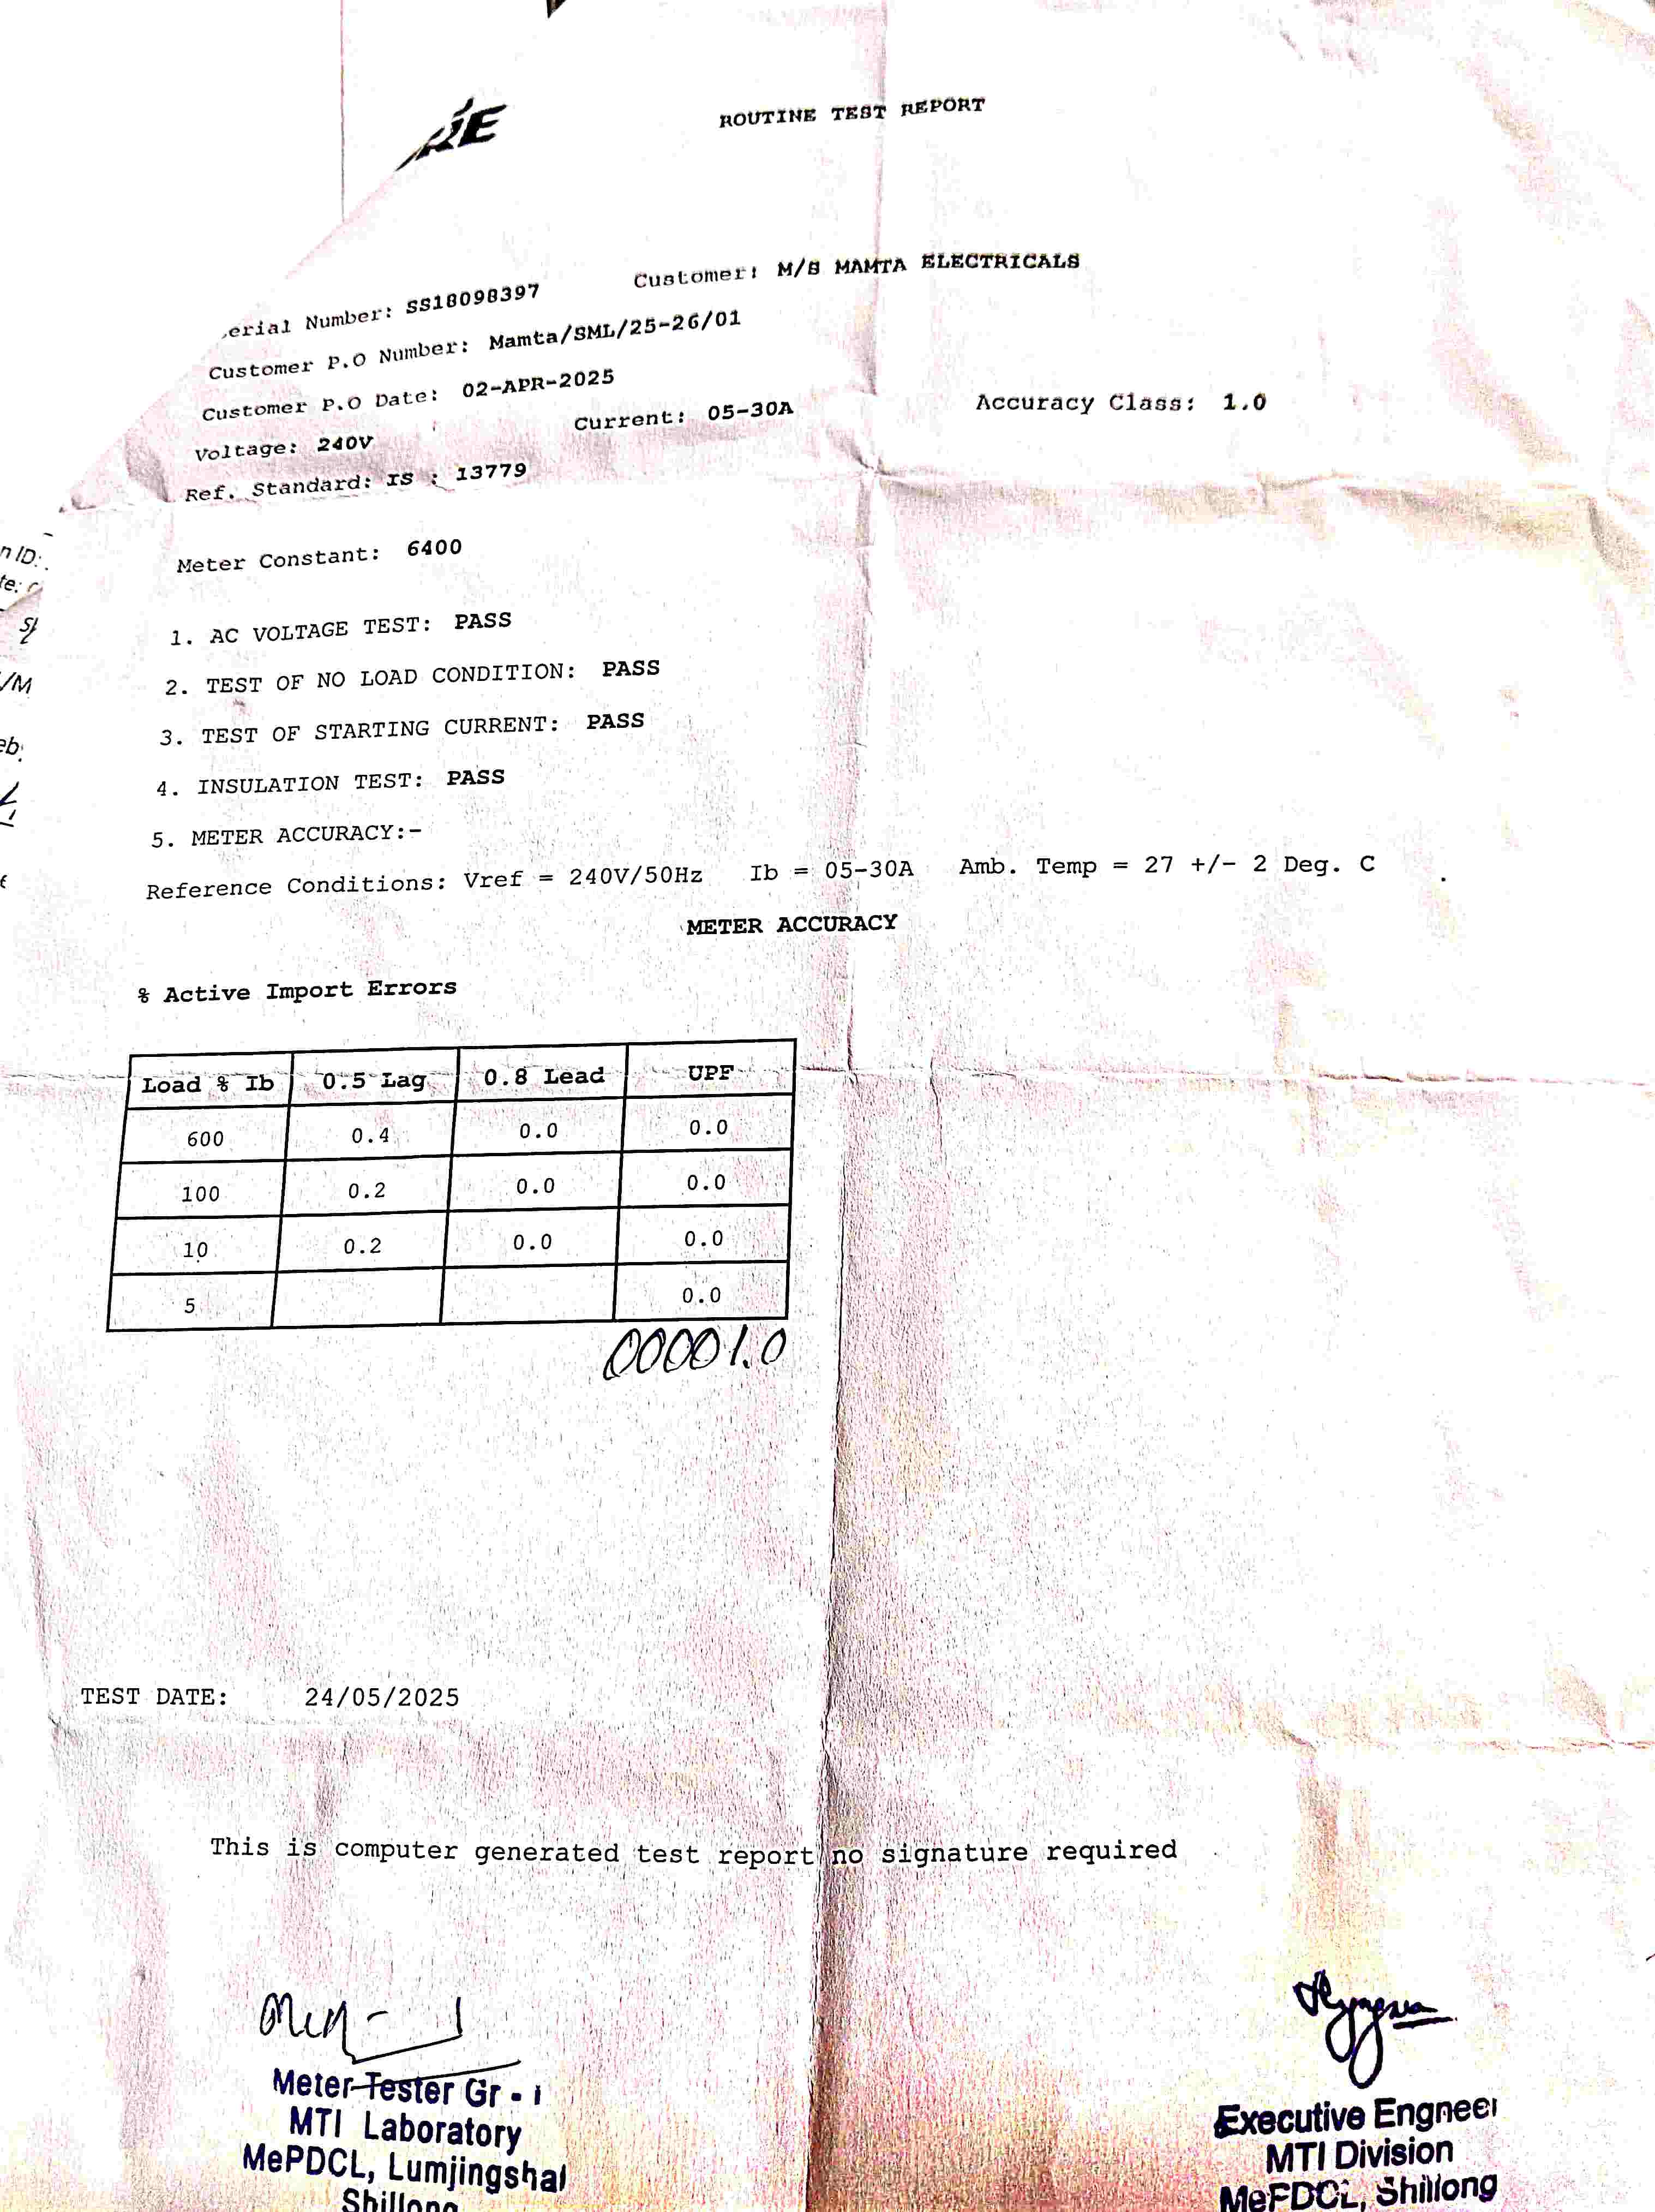 ROUTINE TEST REPORT
erial Number: SS18098397 Customer: M/S MAMTA ELECTRICALS
Customer P.O Number: Mamta/SML/25-26/01
Customer P.O Date: 02-APR-2025
Voltage: 240V Current: 05-30A Accuracy Class: 1.0
Ref. Standard: IS : 13779
Meter Constant: 6400
1. AC VOLTAGE TEST: PASS
2. TEST OF NO LOAD CONDITION: PASS
3. TEST OF STARTING CURRENT: PASS
4. INSULATION TEST: PASS
5. METER ACCURACY:-
Reference Conditions: Vref = 240V/50Hz Ib = 05-30A Amb. Temp = 27 +/- 2 Deg. C
METER ACCURACY
% Active Import Errors
Load % Ib 0.5 Lag 0.8 Lead UPF
600 0.4 0.0 0.0
100 0.2 0.0 0.0
10 0.2 0.0 0.0
5 0.0
00001.0
TEST DATE: 24/05/2025
This is computer generated test report no signature required
Meter Tester Gr - I
MTI Laboratory
MePDCL, Lumjingshai
Shillong
Executive Engneer
MTI Division
MePDCL, Shillong